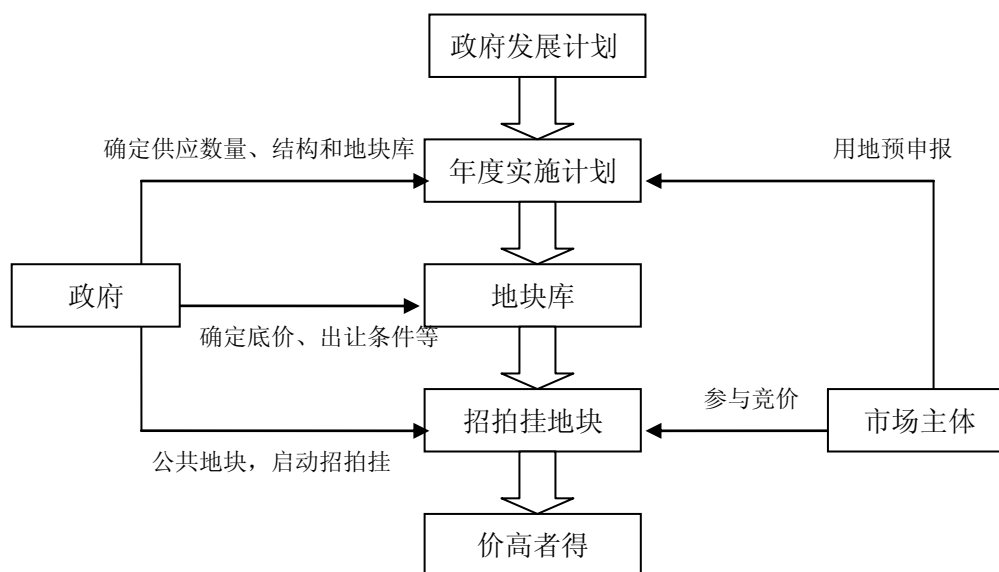 政府发展计划
确定供应数量、结构和地块库
用地预申报
年度实施计划
政府
地块库
确定底价、出让条件等
参与竞价
招拍挂地块
市场主体
公共地块，启动招拍挂
价高者得